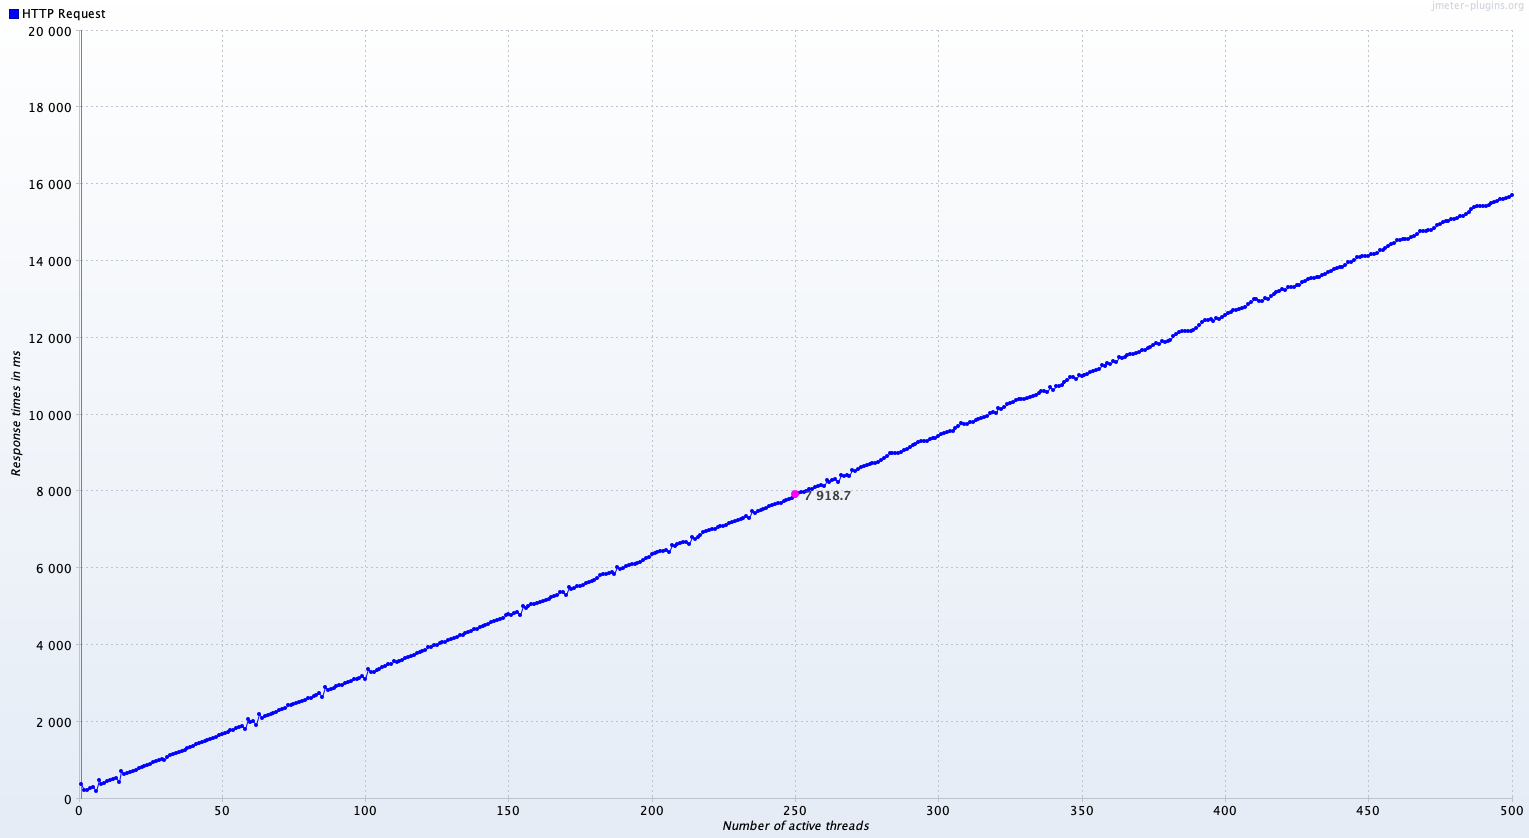 HTTP Request
jmeter-plugins.org
20 000
18 000
16 000
14 000
12 000
10 000
8 000
6 000
4 000
2 000
0
Response times in ms
7 918.7
0 50 100 150 200 250 300 350 400 450 500
Number of active threads